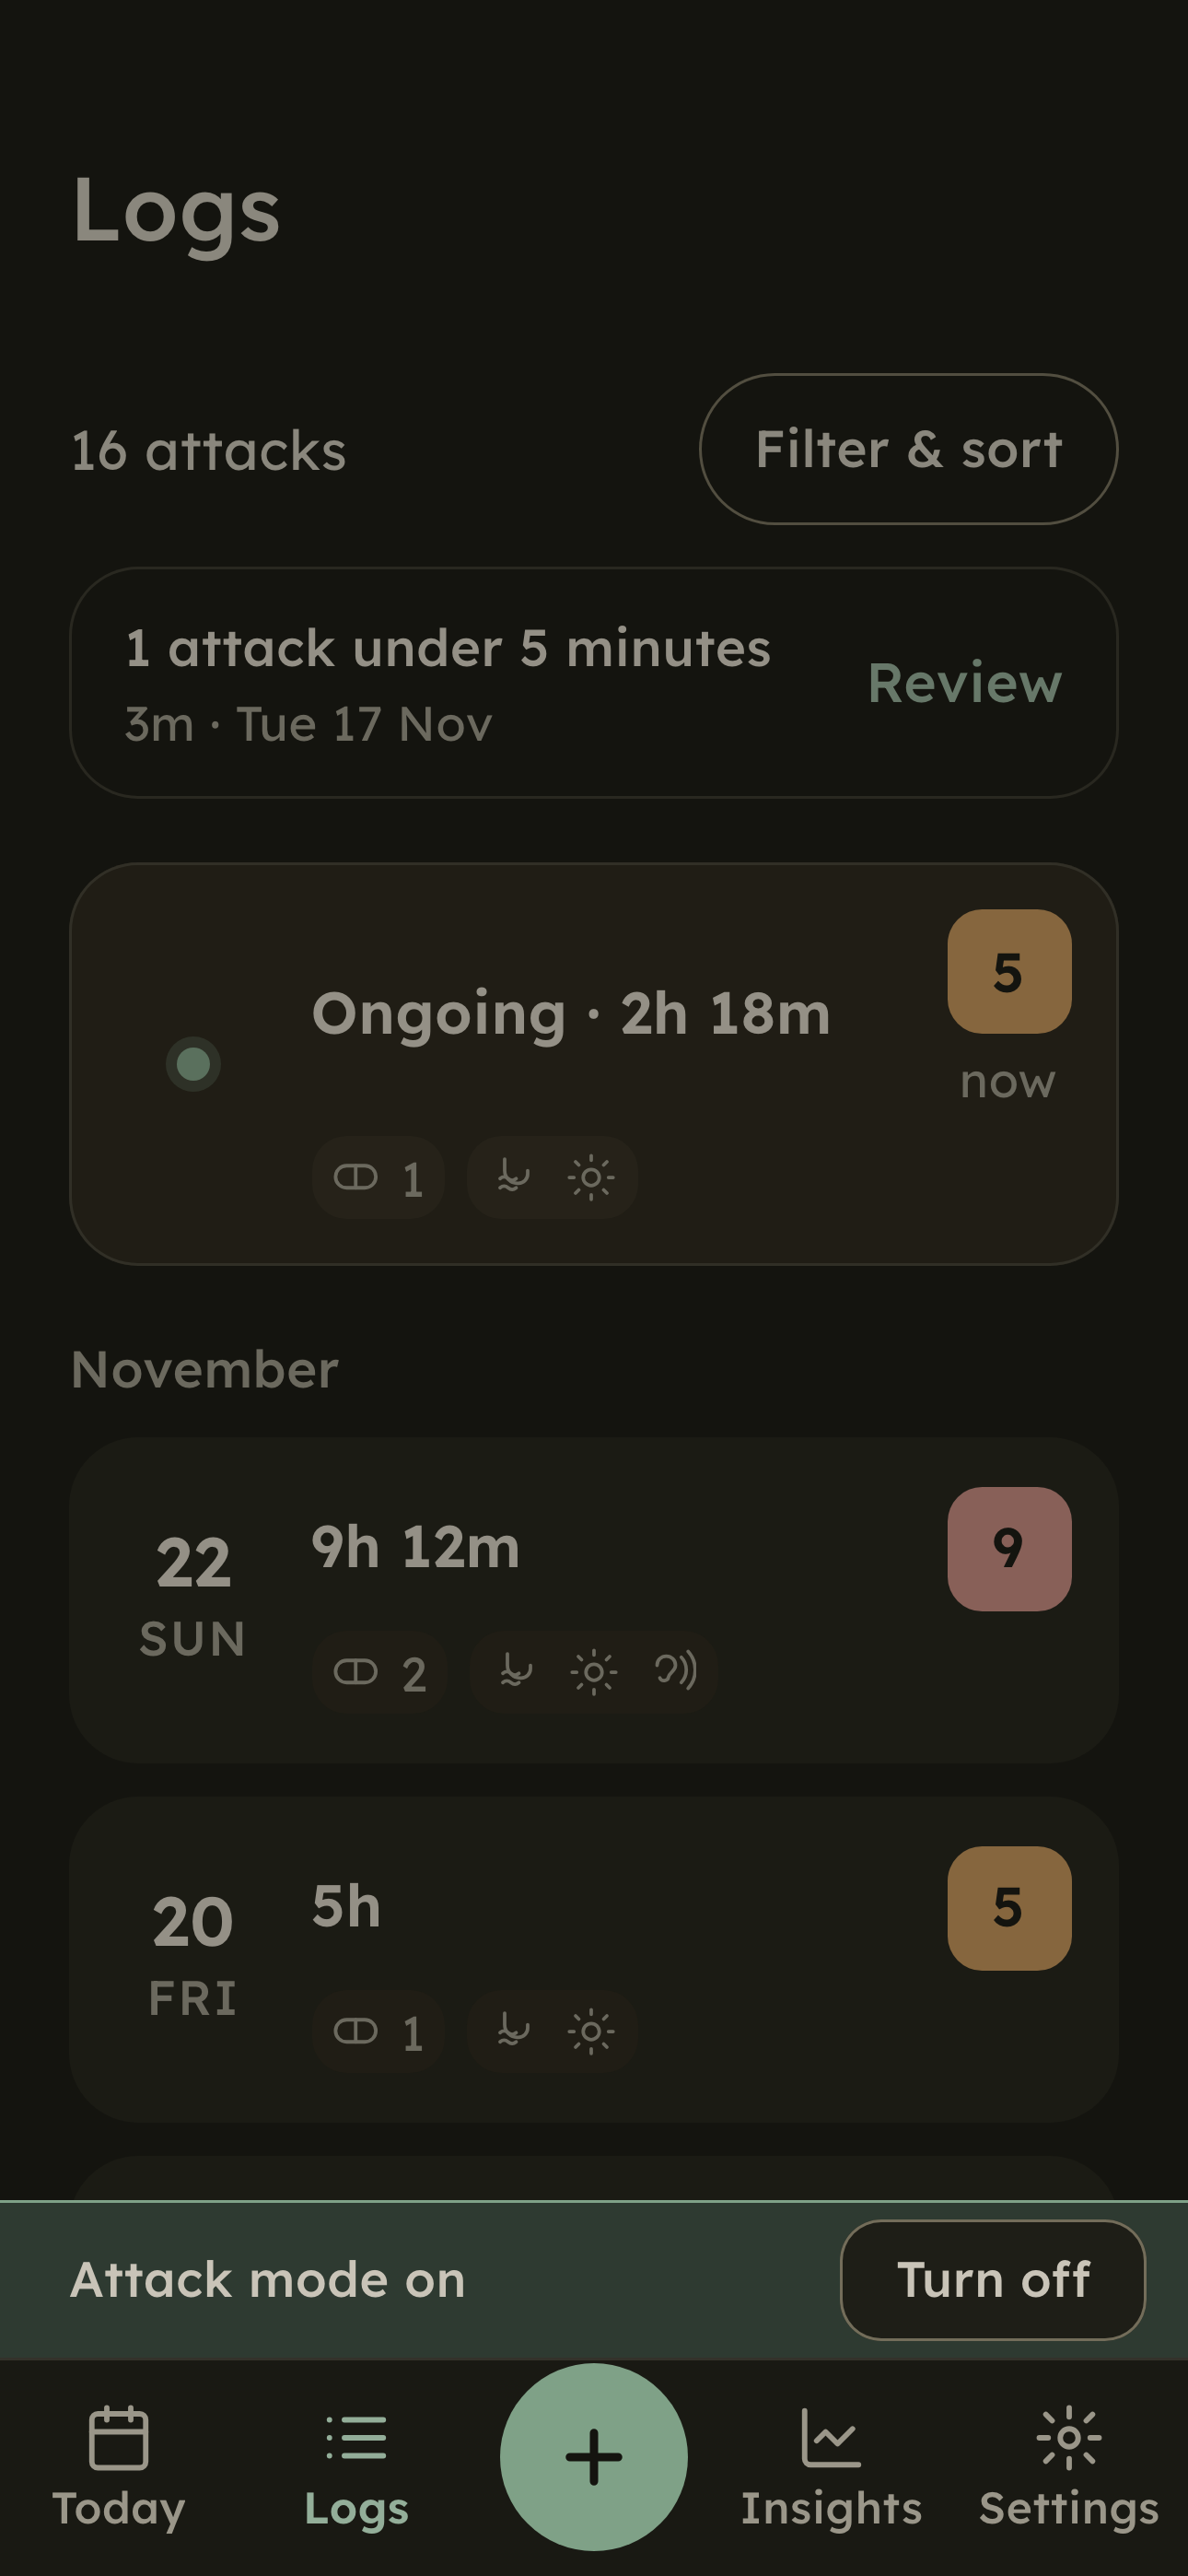 Logs
16 attacks
Filter & sort
1 attack under 5 minutes
3m · Tue 17 Nov
Review
Ongoing · 2h 18m
5
now
1
November
22
SUN
9h 12m
9
2
20
FRI
5h
5
1
Attack mode on
Turn off
Today
Logs
Insights
Settings